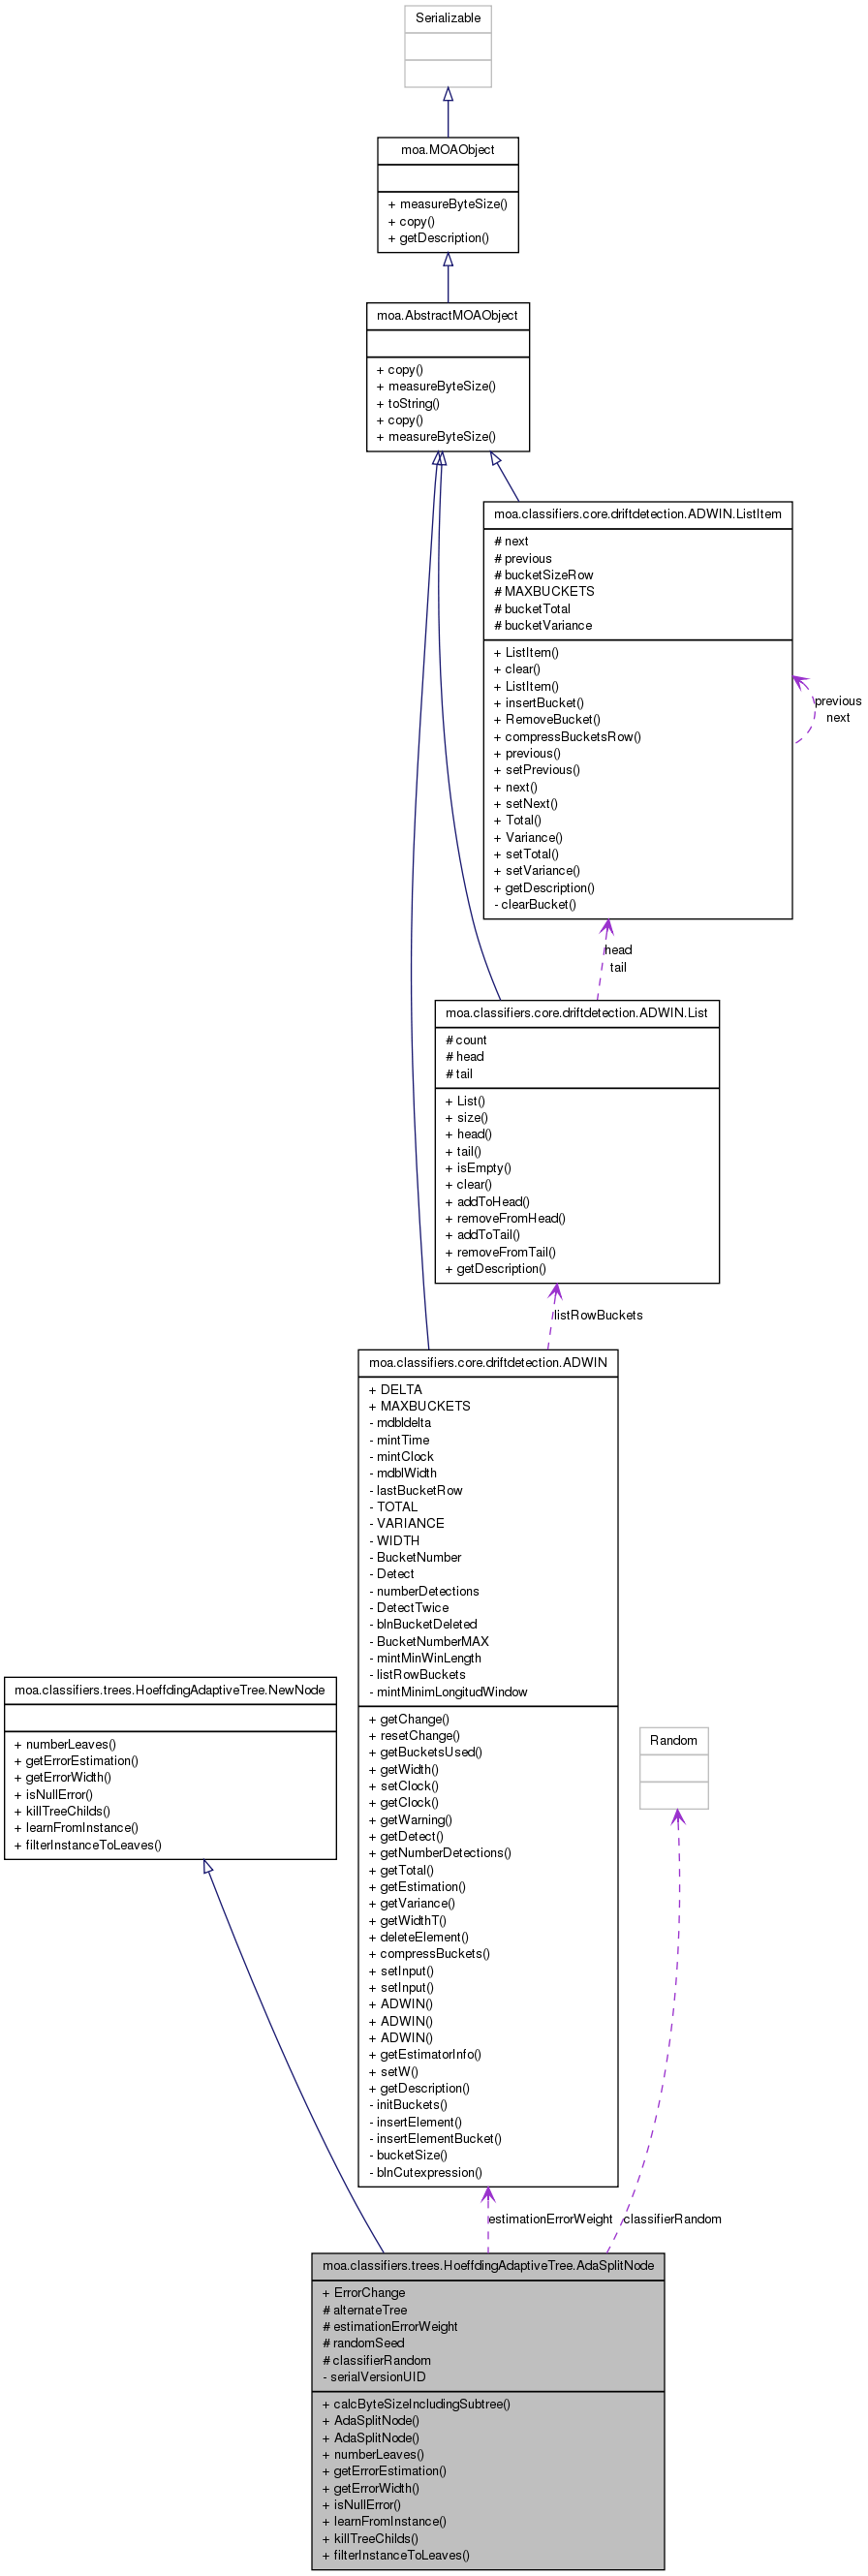 Serializable
moa.MOAObject
+ measureByteSize()
+ copy()
+ getDescription()
moa.AbstractMOAObject
+ copy()
+ measureByteSize()
+ toString()
+ copy()
+ measureByteSize()
moa.classifiers.core.driftdetection.ADWIN.ListItem
# next
# previous
# bucketSizeRow
# MAXBUCKETS
# bucketTotal
# bucketVariance
+ ListItem()
+ clear()
+ ListItem()
+ insertBucket()
+ RemoveBucket()
+ compressBucketsRow()
+ previous()
+ setPrevious()
+ next()
+ setNext()
+ Total()
+ Variance()
+ setTotal()
+ setVariance()
+ getDescription()
- clearBucket()
previous
next
head
tail
moa.classifiers.core.driftdetection.ADWIN.List
# count
# head
# tail
+ List()
+ size()
+ head()
+ tail()
+ isEmpty()
+ clear()
+ addToHead()
+ removeFromHead()
+ addToTail()
+ removeFromTail()
+ getDescription()
listRowBuckets
moa.classifiers.core.driftdetection.ADWIN
+ DELTA
+ MAXBUCKETS
- mdbldelta
- mintTime
- mintClock
- mdblWidth
- lastBucketRow
- TOTAL
- VARIANCE
- WIDTH
- BucketNumber
- Detect
- numberDetections
- DetectTwice
- blnBucketDeleted
- BucketNumberMAX
- mintMinWinLength
- listRowBuckets
- mintMinimLongitudWindow
+ getChange()
+ resetChange()
+ getBucketsUsed()
+ getWidth()
+ setClock()
+ getClock()
+ getWarning()
+ getDetect()
+ getNumberDetections()
+ getTotal()
+ getEstimation()
+ getVariance()
+ getWidthT()
+ deleteElement()
+ compressBuckets()
+ setInput()
+ setInput()
+ ADWIN()
+ ADWIN()
+ ADWIN()
+ getEstimatorInfo()
+ setW()
+ getDescription()
- initBuckets()
- insertElement()
- insertElementBucket()
- bucketSize()
- blnCutexpression()
moa.classifiers.trees.HoeffdingAdaptiveTree.NewNode
+ numberLeaves()
+ getErrorEstimation()
+ getErrorWidth()
+ isNullError()
+ killTreeChilds()
+ learnFromInstance()
+ filterInstanceToLeaves()
Random
estimationErrorWeight
classifierRandom
moa.classifiers.trees.HoeffdingAdaptiveTree.AdaSplitNode
+ ErrorChange
# alternateTree
# estimationErrorWeight
# randomSeed
# classifierRandom
- serialVersionUID
+ calcByteSizeIncludingSubtree()
+ AdaSplitNode()
+ AdaSplitNode()
+ numberLeaves()
+ getErrorEstimation()
+ getErrorWidth()
+ isNullError()
+ learnFromInstance()
+ killTreeChilds()
+ filterInstanceToLeaves()